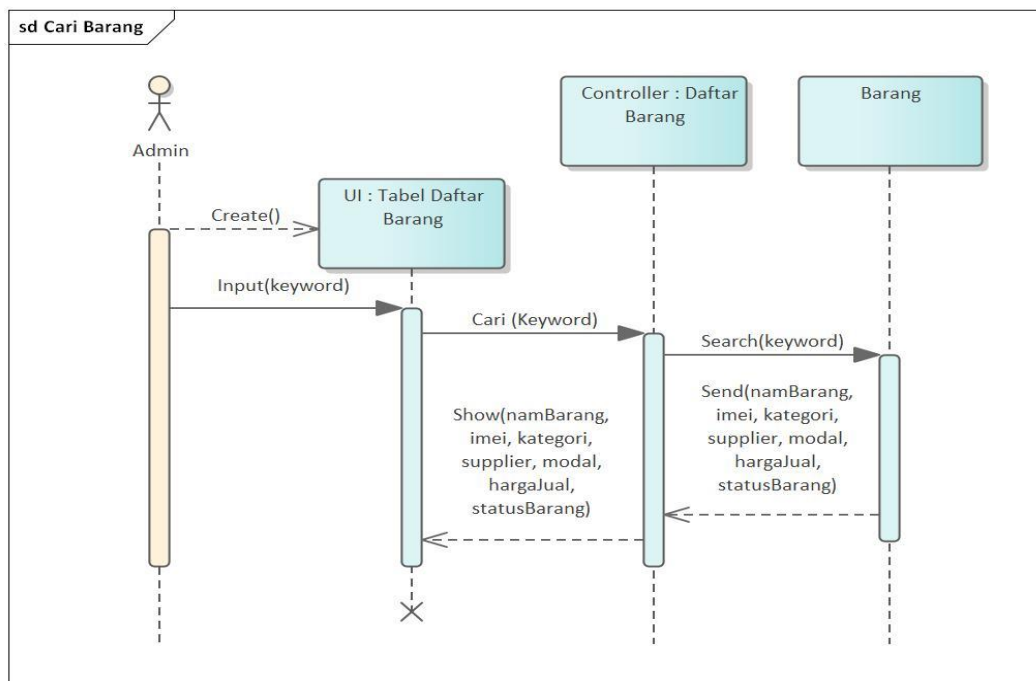 sd Cari Barang
Controller : Daftar
Barang
Barang
Admin
UI : Tabel Daftar
Barang
Create()
Input(keyword)
Cari (Keyword)
Search(keyword)
Send(namBarang,
imei, kategori,
supplier, modal,
hargaJual,
statusBarang)
Show(namBarang,
imei, kategori,
supplier, modal,
hargaJual,
statusBarang)